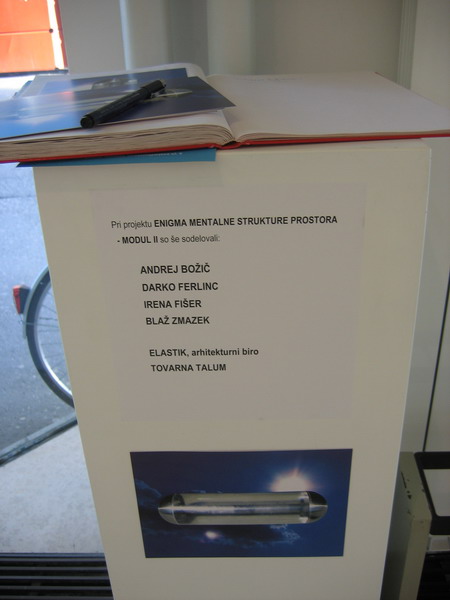 Pri projektu ENIGMA MENTALNE STRUKTURE PROSTORA
- MODUL II so še sodelovali:
ANDREJ BOŽIČ
DARKO FERLINC
IRENA FIŠER
BLAŽ ZMAZEK
ELASTIK, arhitekturni biro
TOVARNA TALUM